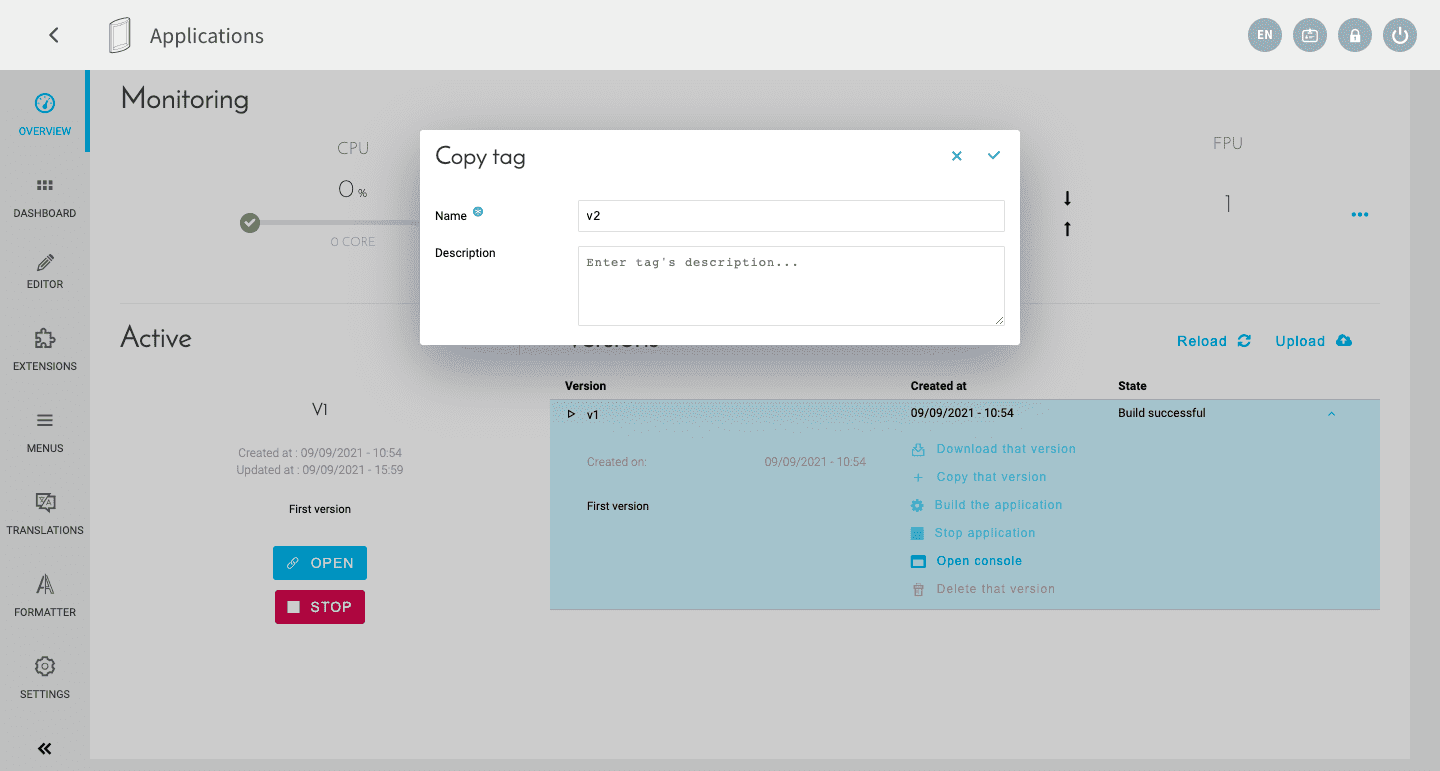 Applications
EN
Monitoring
OVERVIEW
DASHBOARD
EDITOR
EXTENSIONS
MENUS
TRANSLATIONS
FORMATTER
SETTINGS
CPU
0 %
0 CORE
FPU
1
Copy tag
Name
v2
Description
Enter tag's description...
Active
V1
Created at : 09/09/2021 - 10:54
Updated at : 09/09/2021 - 15:59
First version
OPEN
STOP
Versions
Reload
Upload
Version Created at State
v1 09/09/2021 - 10:54 Build successful
Created on: 09/09/2021 - 10:54
First version
Download that version
Copy that version
Build the application
Stop application
Open console
Delete that version